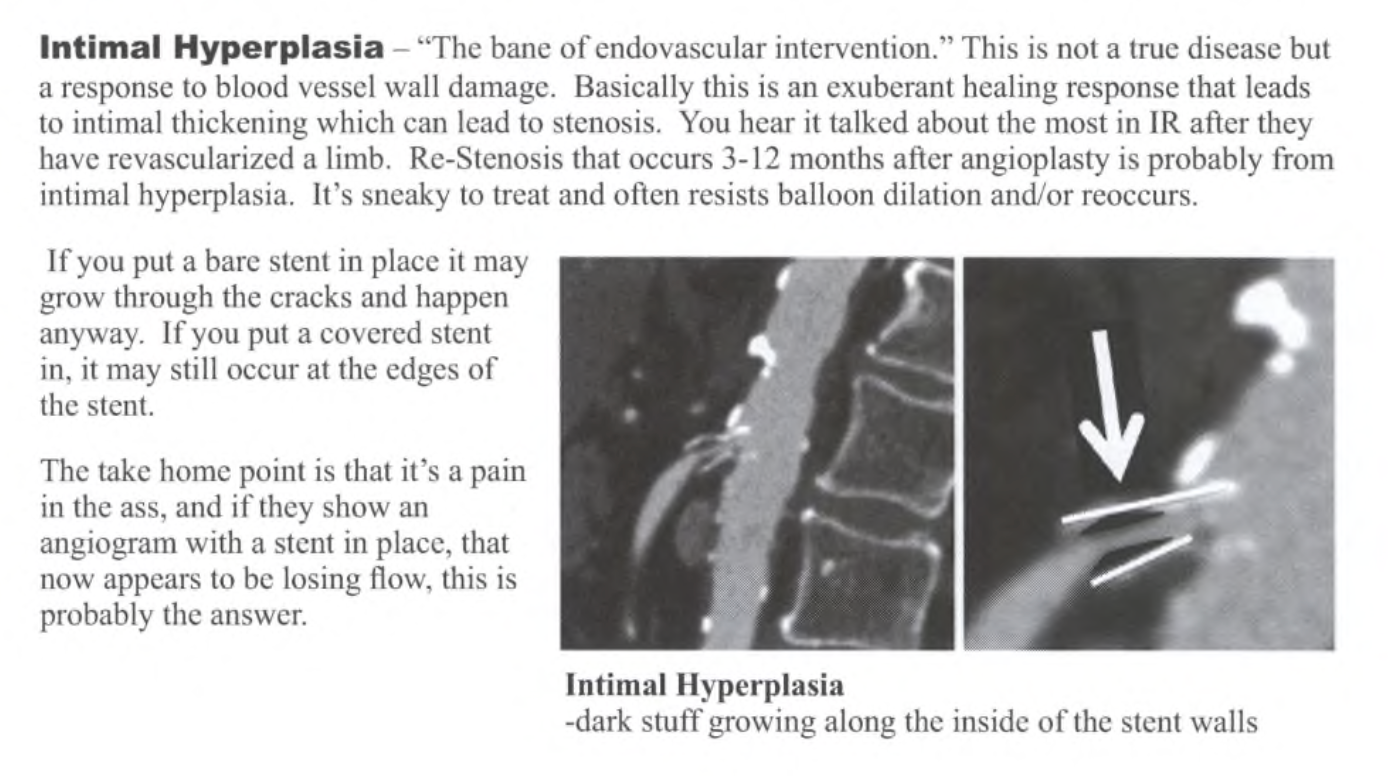 Intimal Hyperplasia – “The bane of endovascular intervention.” This is not a true disease but
a response to blood vessel wall damage. Basically this is an exuberant healing response that leads
to intimal thickening which can lead to stenosis. You hear it talked about the most in IR after they
have revascularized a limb. Re-Stenosis that occurs 3-12 months after angioplasty is probably from
intimal hyperplasia. It’s sneaky to treat and often resists balloon dilation and/or reoccurs.
If you put a bare stent in place it may
grow through the cracks and happen
anyway. If you put a covered stent
in, it may still occur at the edges of
the stent.
The take home point is that it’s a pain
in the ass, and if they show an
angiogram with a stent in place, that
now appears to be losing flow, this is
probably the answer.
Intimal Hyperplasia
-dark stuff growing along the inside of the stent walls